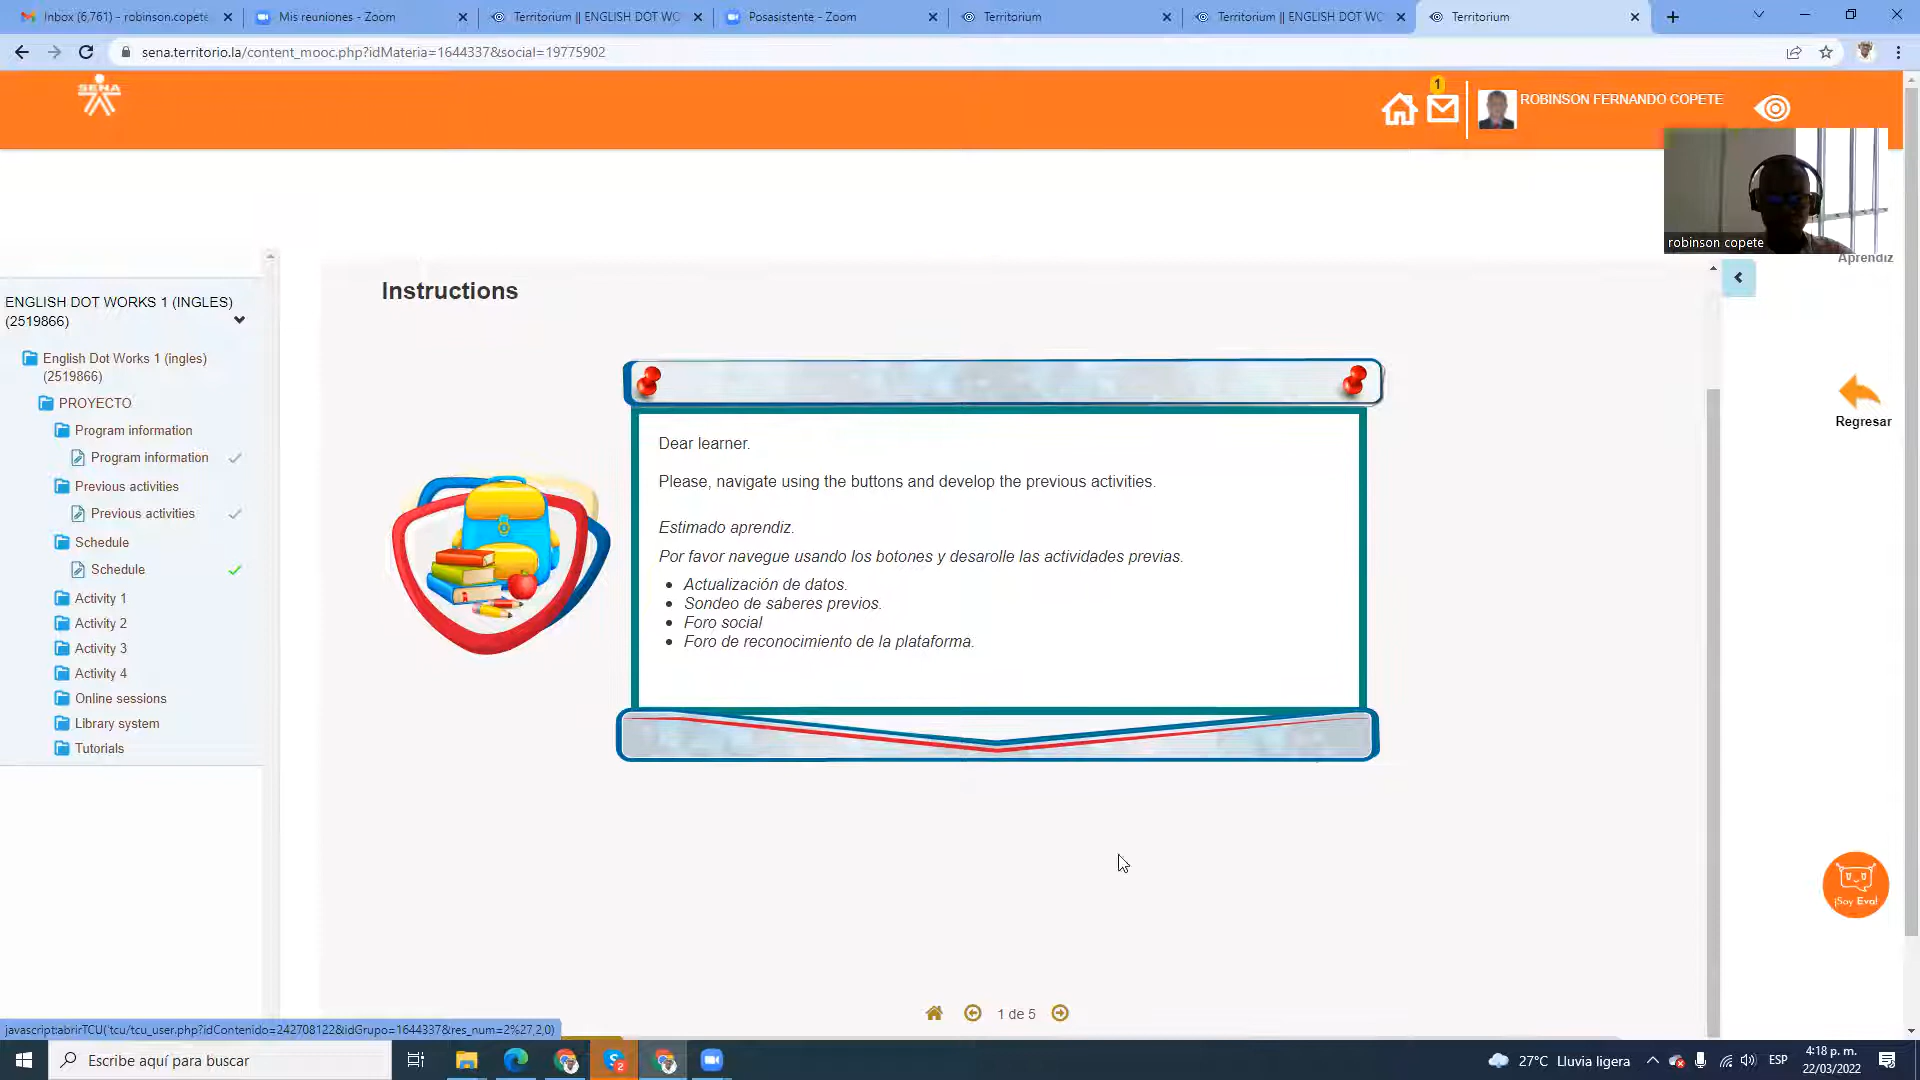 Inbox (6,761) - robinson.copete
Mis reuniones - Zoom
Territorium || ENGLISH DOT WO
Posasistente - Zoom
Territorium
Territorium || ENGLISH DOT WO
Territorium
sena.territorio.la/content_mooc.php?idMateria=1644337&social=19775902
SENA
1
ROBINSON FERNANDO COPETE
robinson copete
Aprendiz
Instructions
ENGLISH DOT WORKS 1 (INGLES)
(2519866)
English Dot Works 1 (ingles)
(2519866)
PROYECTO
Program information
Program information
Previous activities
Previous activities
Schedule
Schedule
Activity 1
Activity 2
Activity 3
Activity 4
Online sessions
Library system
Tutorials
Dear learner.
Please, navigate using the buttons and develop the previous activities.
Estimado aprendiz.
Por favor navegue usando los botones y desarolle las actividades previas.
Actualización de datos.
Sondeo de saberes previos.
Foro social
Foro de reconocimiento de la plataforma.
Regresar
¡Soy Eva!
1 de 5
javascript:abrirTCU('tcu/tcu_user.php?idContenido=242708122&idGrupo=1644337&res_num=2%27,2,0)
Escribe aquí para buscar
2
27°C Lluvia ligera
ESP
4:18 p. m.
22/03/2022